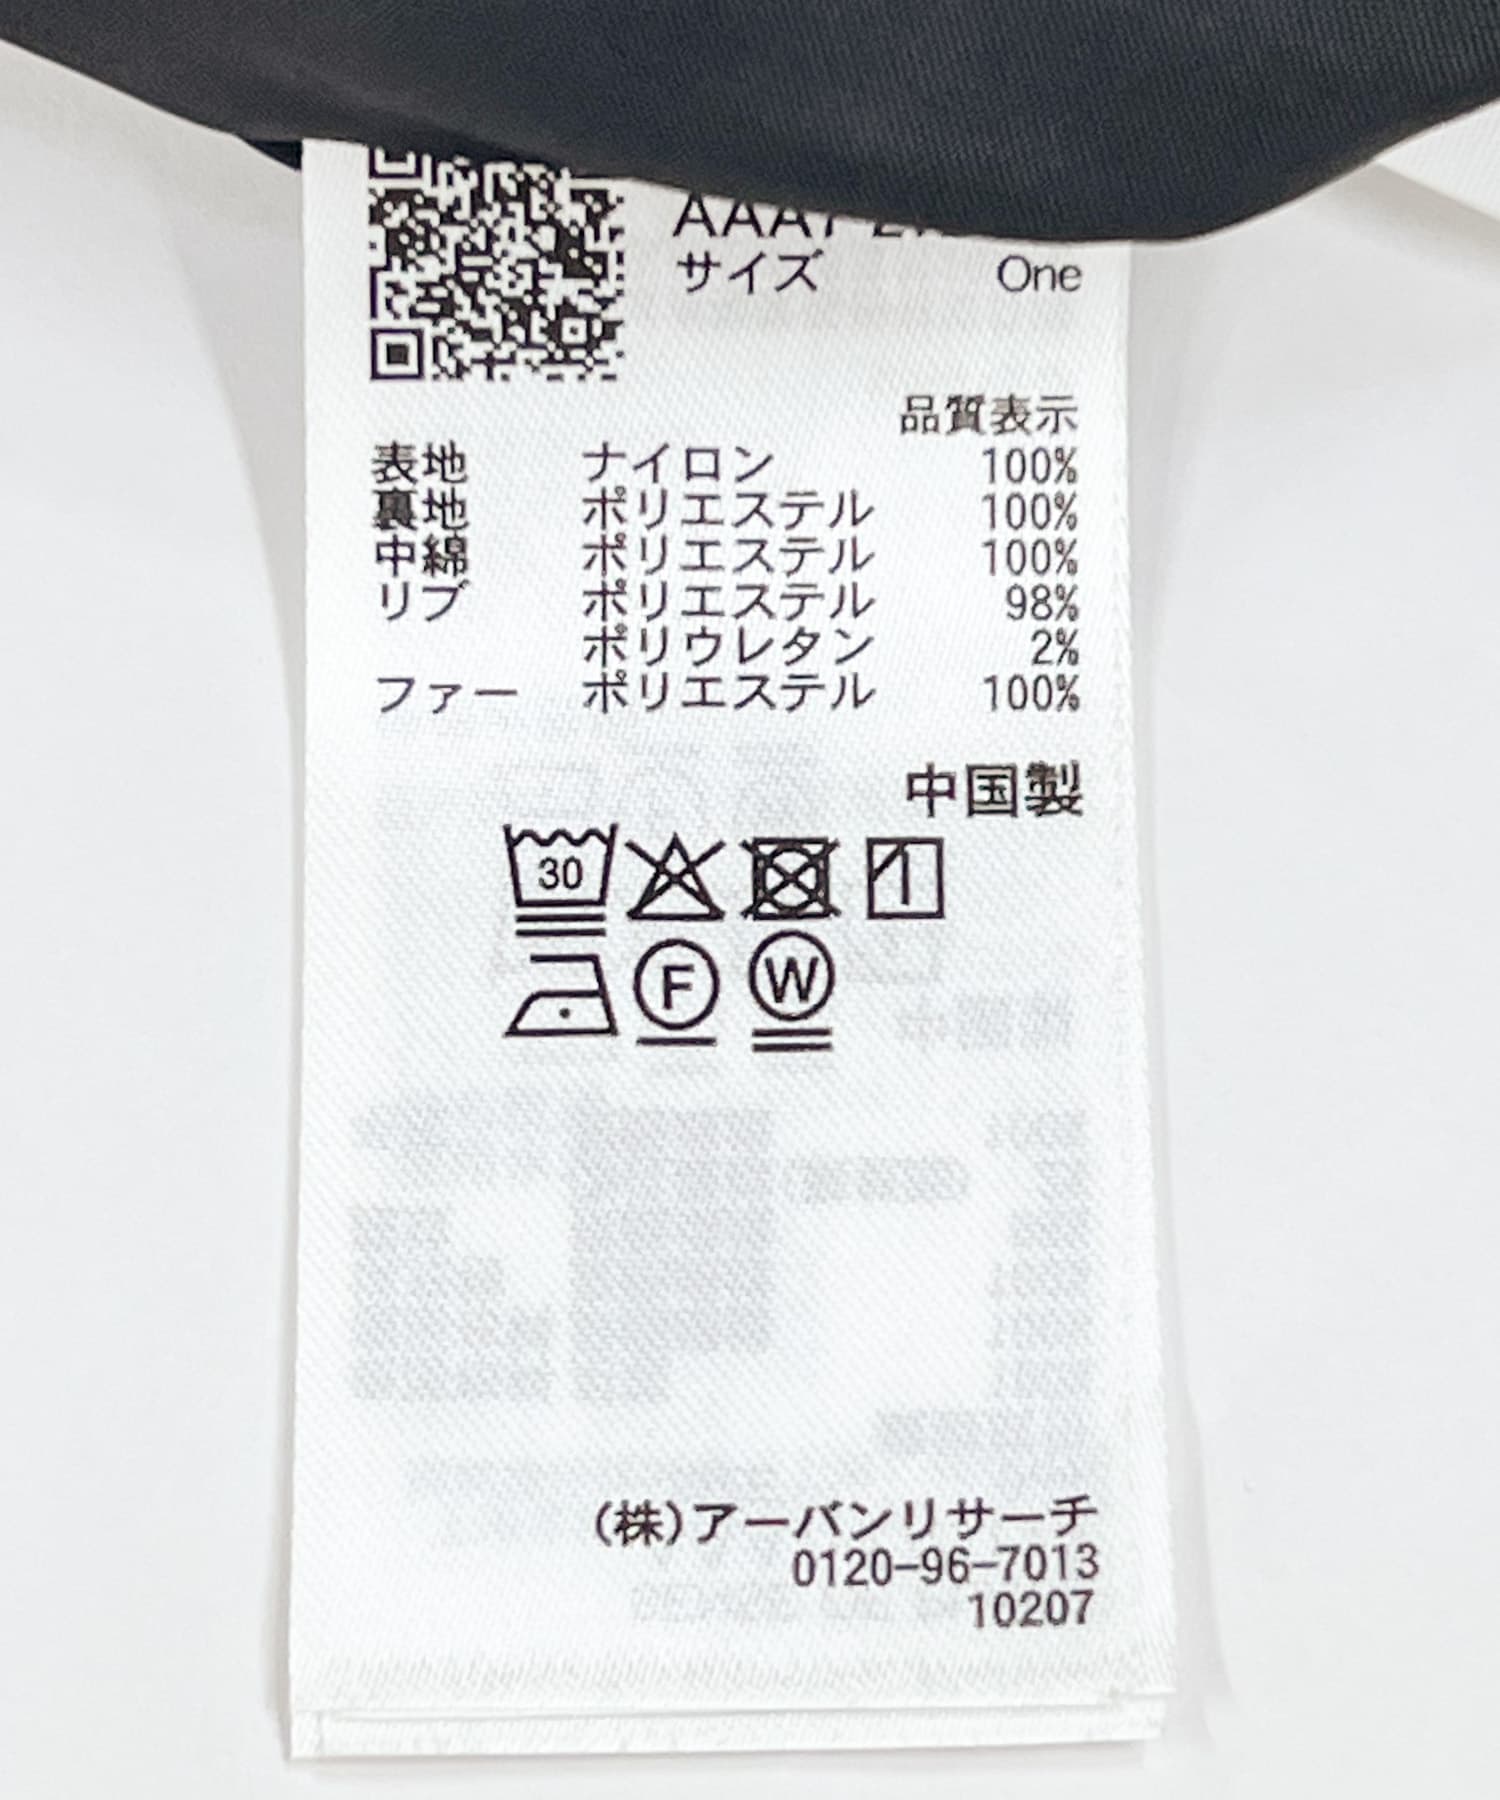 サイズ One
品質表示
表地 ナイロン 100%
裏地 ポリエステル 100%
中綿 ポリエステル 100%
リブ ポリエステル 98%
ポリウレタン 2%
ファー ポリエステル 100%
中国製
30
F W
(株)アーバンリサーチ
0120-96-7013
10207